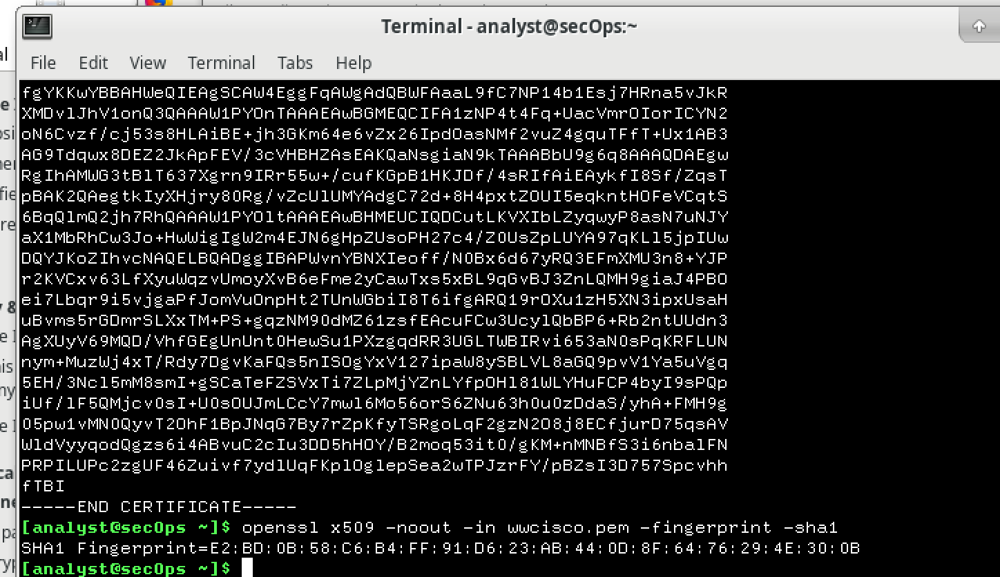 Terminal - analyst@secOps:~
File Edit View Terminal Tabs Help
fgYKKwYBBAHWeQIEAgSCAW4EggFqAWgAdQBWFAaaL9fC7NP14b1Esj7HRna5vJkR
XMDvlJhV1onQ3QAAAW1PYOnTAAAEAwBGMEQCIFA1zNP4t4Fq+UacVmrOIorICYN2
oN6Cvzf/cj53s8HLAiBE+jh3GKm64e6vZx26IpdOasNMf2vuZ4gquTFfT+Ux1AB3
AG9Tdqwx8DEZ2JkApFEV/3cVHBHZAsEAKQaNsgiaN9kTAAABbU9g6q8AAAQDAEgw
RgIhAMWG3tBlT637Xgrn9IRr55w+/cufKGpB1HKJDf/4sRIfAiEAykfI8Sf/ZqsT
pBAK2QAegtkIyXHjry80Rg/vZcUlUMYAdgC72d+8H4pxtZOUI5eqkntHOFeVCqtS
6BqQlmQ2jh7RhQAAAW1PYOltAAAEAwBHMEUCIQDCutLKVXIbLZyqwyP8asN7uNJY
aX1MbRhCw3Jo+HwWigIgW2m4EJN6gHpZUsoPH27c4/Z0UsZpLUYA97qKLl5jpIUw
DQYJKoZIhvcNAQELBQADggIBAPWvnYBNXIeoff/N0Bx6d67yRQ3EFmXMU3n8+YJP
r2KVCxv63LfXyuWqzvUmoyXvB6eFme2yCawTxs5xBL9qGvBJ3ZnLQMH9giaJ4PBO
ei7Lbqr9i5vjgaPfJomVuOnpHt2TUnWGbiI8T6ifgARQ19rOXu1zH5XN3ipxUsaH
uBvms5rGDmrSLXxTM+PS+gqzNM90dMZ61zsfEAcuFCw3UcylQbBP6+Rb2ntUUdn3
AgXUyV69MQD/VhfGEgUnUnt0HewSu1PXzgqdRR3UGLTWBIRvi653aN0sPqKRFLUN
nym+MuzWj4xT/Rdy7DgvKaFQs5nISOgYxV127ipaW8ySBLVL8aGQ9pvV1Ya5uVgq
5EH/3Ncl5mM8smI+gSCaTeFZSVxTi7ZLpMjYZnLYfpOHl81WLYHuFCP4byI9sPQp
iUf/lF5QMjcv0sI+U0sOUJmLCcY7mwl6Mo56orS6ZNu63h0u0zDdaS/yhA+FMH9g
O5pw1vMN0QyvT2OhF1BpJNqG7By7rZpKfyTSRgoLqF2gzN2O8j8ECfjurD75qsAV
WldVyyqodQgzs6i4ABvuC2cIu3DD5hHOY/B2moq53it0/gKM+nMNBfS3i6nbalFN
PRPILUPc2zgUF46Zuivf7ydlUqFKplOglepSea2wTPJzrFY/pBZsI3D757Spcvhh
fTBI
-----END CERTIFICATE-----
[analyst@secOps ~]$ openssl x509 -noout -in wwcisco.pem -fingerprint -sha1
SHA1 Fingerprint=E2:BD:0B:58:C6:B4:FF:91:D6:23:AB:44:0D:8F:64:76:29:4E:30:0B
[analyst@secOps ~]$